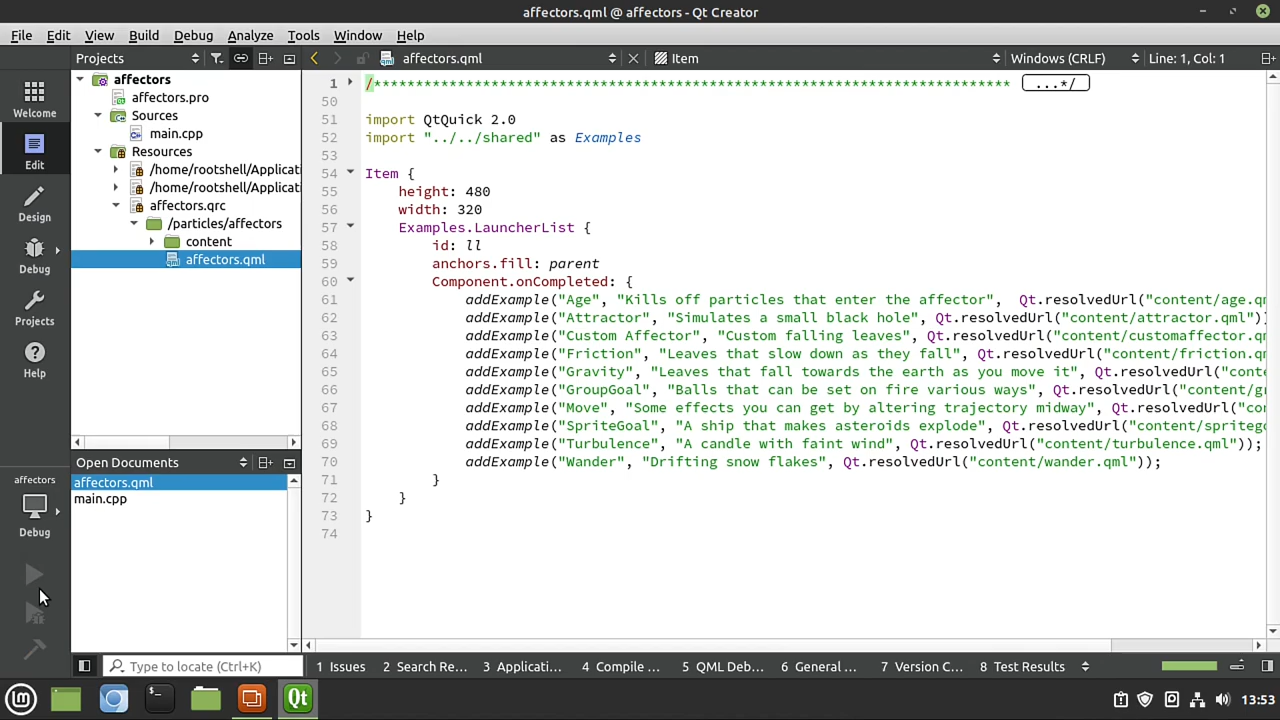 affectors.qml @ affectors - Qt Creator
File Edit View Build Debug Analyze Tools Window Help
Projects affectors.qml Item Windows (CRLF) Line: 1, Col: 1
Welcome
Edit
Design
Debug
Projects
Help
affectors
Debug
affectors
affectors.pro
Sources
main.cpp
Resources
/home/rootshell/Applicat
/home/rootshell/Applicat
affectors.qrc
/particles/affectors
content
affectors.qml
Open Documents
affectors.qml
main.cpp
1 /**************************************************************************** ...*/
50
51 import QtQuick 2.0
52 import "../../shared" as Examples
53
54 Item {
55 height: 480
56 width: 320
57 Examples.LauncherList {
58 id: ll
59 anchors.fill: parent
60 Component.onCompleted: {
61 addExample("Age", "Kills off particles that enter the affector", Qt.resolvedUrl("content/age.qm
62 addExample("Attractor", "Simulates a small black hole", Qt.resolvedUrl("content/attractor.qml")
63 addExample("Custom Affector", "Custom falling leaves", Qt.resolvedUrl("content/customaffector.q
64 addExample("Friction", "Leaves that slow down as they fall", Qt.resolvedUrl("content/friction.qm
65 addExample("Gravity", "Leaves that fall towards the earth as you move it", Qt.resolvedUrl("conte
66 addExample("GroupGoal", "Balls that can be set on fire various ways", Qt.resolvedUrl("content/g
67 addExample("Move", "Some effects you can get by altering trajectory midway", Qt.resolvedUrl("co
68 addExample("SpriteGoal", "A ship that makes asteroids explode", Qt.resolvedUrl("content/spriteg
69 addExample("Turbulence", "A candle with faint wind", Qt.resolvedUrl("content/turbulence.qml"));
70 addExample("Wander", "Drifting snow flakes", Qt.resolvedUrl("content/wander.qml"));
71 }
72 }
73 }
74
Type to locate (Ctrl+K) 1 Issues 2 Search Re... 3 Applicati... 4 Compile ... 5 QML Deb... 6 General ... 7 Version C... 8 Test Results
Qt 13:53